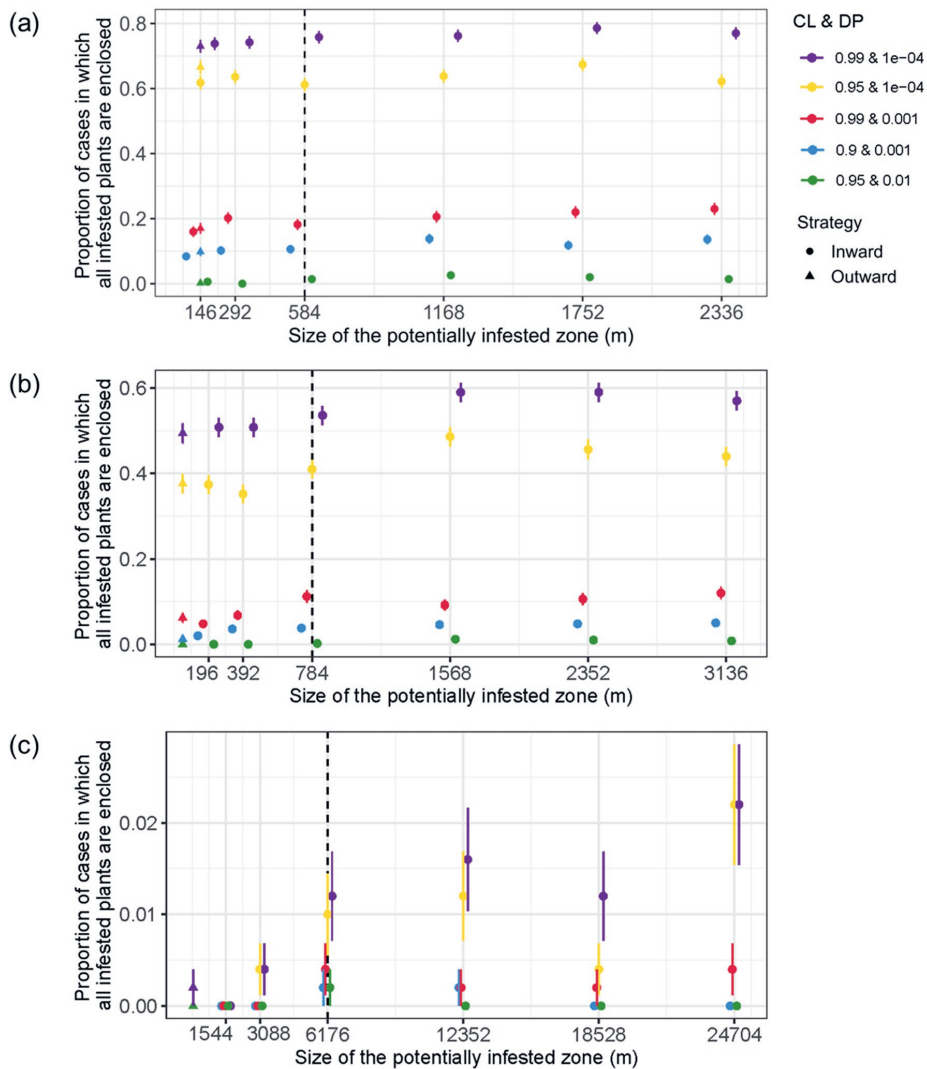 (a)
Proportion of cases in which
all infested plants are enclosed
0.8
0.6
0.4
0.2
0.0
146 292 584 1168 1752 2336
Size of the potentially infested zone (m)
CL & DP
0.99 & 1e−04
0.95 & 1e−04
0.99 & 0.001
0.9 & 0.001
0.95 & 0.01
Strategy
Inward
Outward
(b)
Proportion of cases in which
all infested plants are enclosed
0.6
0.4
0.2
0.0
196 392 784 1568 2352 3136
Size of the potentially infested zone (m)
(c)
Proportion of cases in which
all infested plants are enclosed
0.02
0.01
0.00
1544 3088 6176 12352 18528 24704
Size of the potentially infested zone (m)